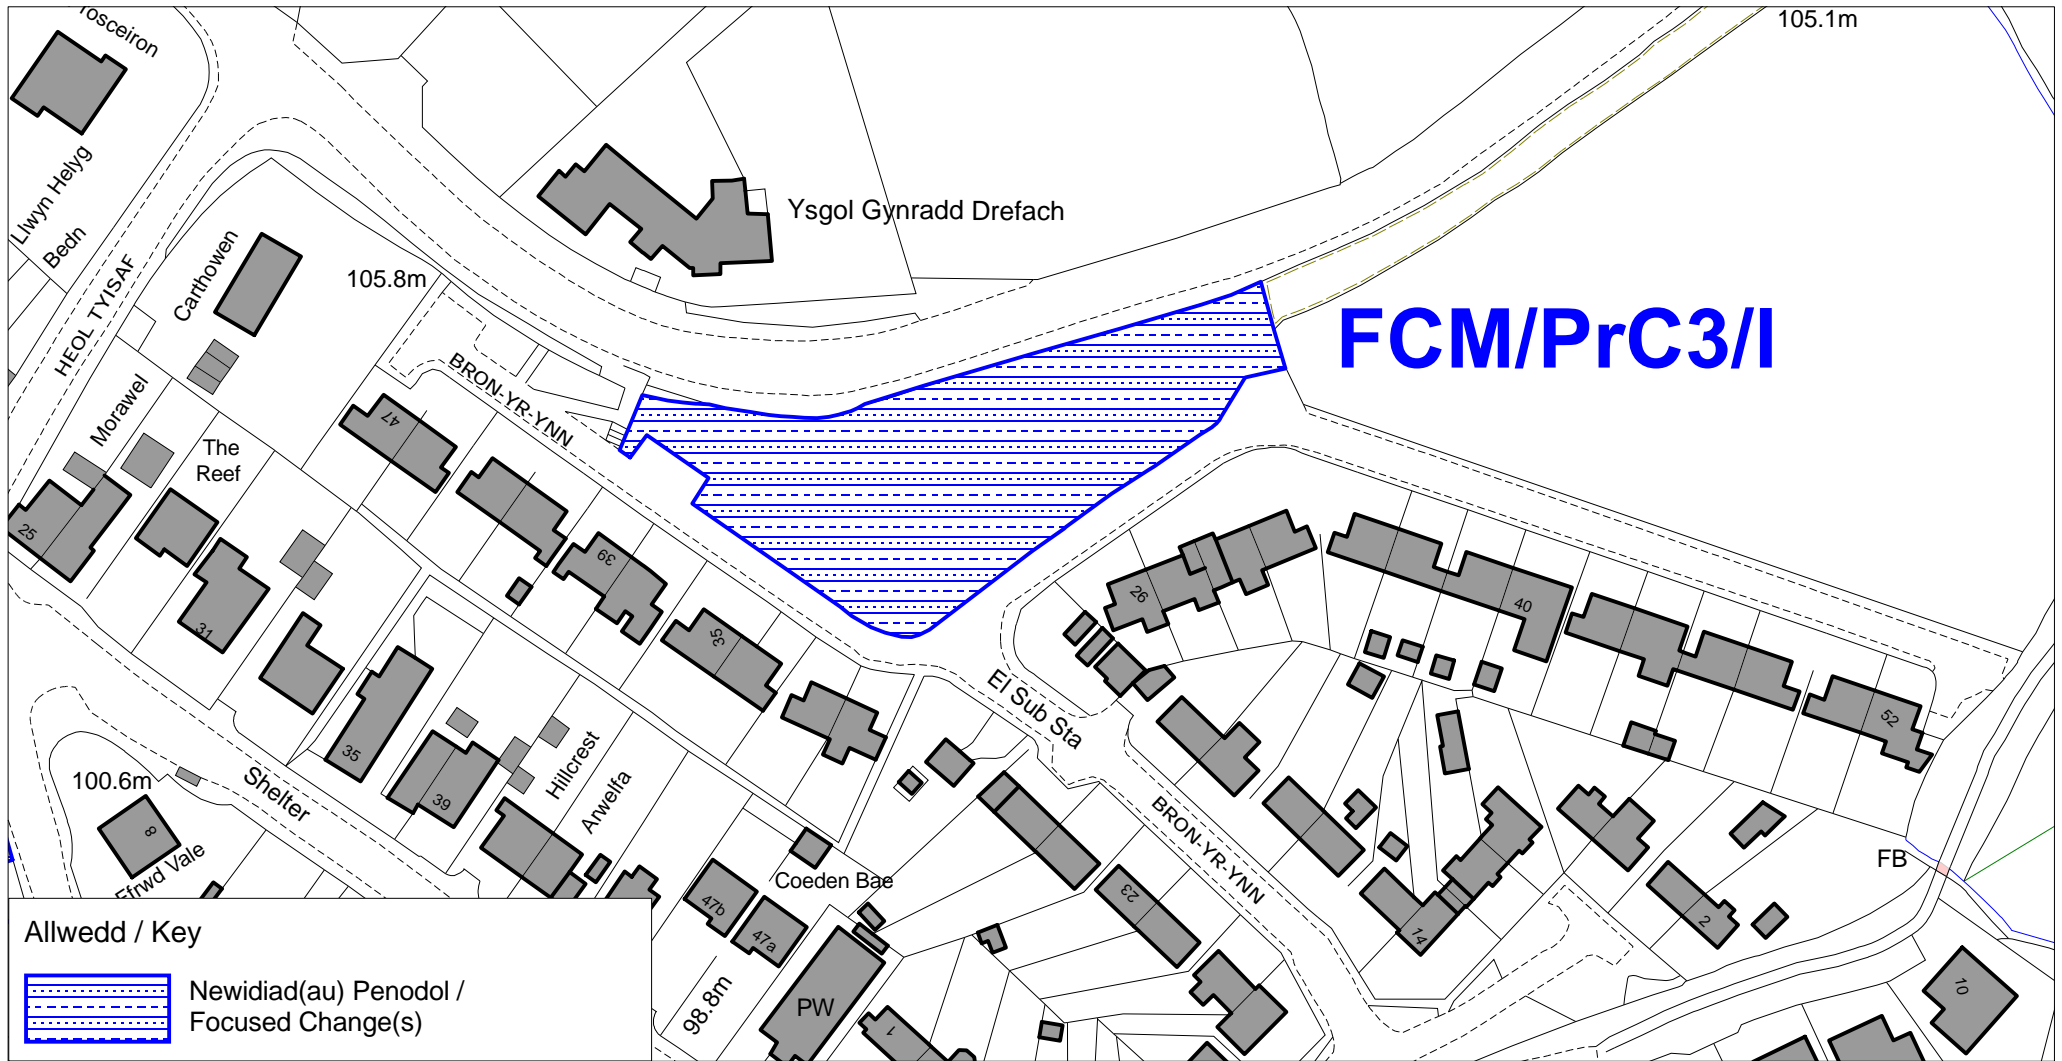 105.1m
Llwyn Helyg
Bedn
HEOL TYISAF
Carthowen
105.8m
Ysgol Gynradd Drefach
FCM/PrC3/I
BRON-YR-YNN
Morawel
The
Reef
47
25
39
31
35
26
40
52
El Sub Sta
35
39
Hillcrest
Arwelfa
Shelter
100.6m
8
Ffrwd Vale
BRON-YR-YNN
FB
Coeden Bae
47b
47a
23
14
2
10
98.8m
PW
1
Allwedd / Key
Newidiad(au) Penodol /
Focused Change(s)